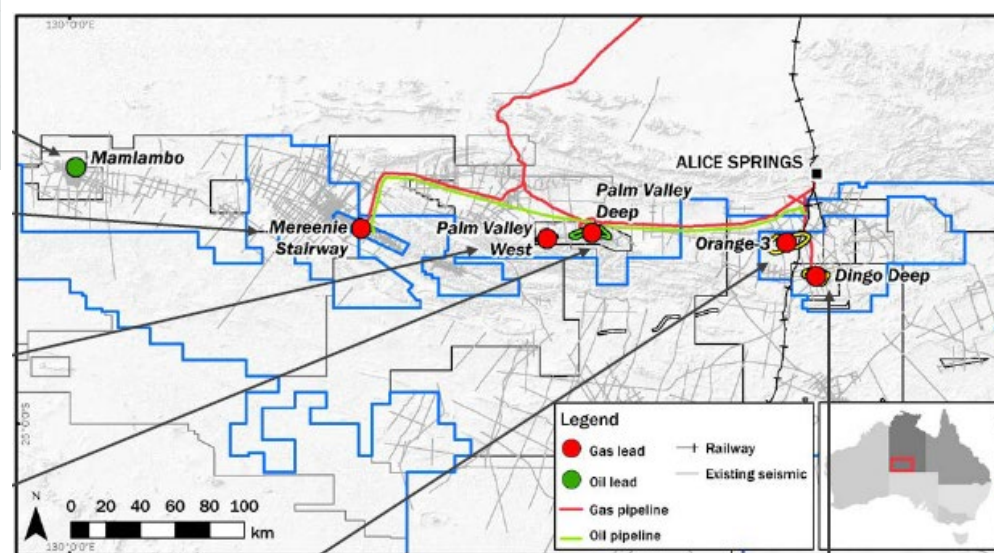 130°0'0"E
Mamlambo
ALICE SPRINGS
Palm Valley
Deep
Mereenie
Stairway
Palm Valley
West
Orange-3
Dingo Deep
Legend
Gas lead
Railway
Oil lead
Existing seismic
Gas pipeline
Oil pipeline
N
0 20 40 60 80 100
km
130°0'0"E